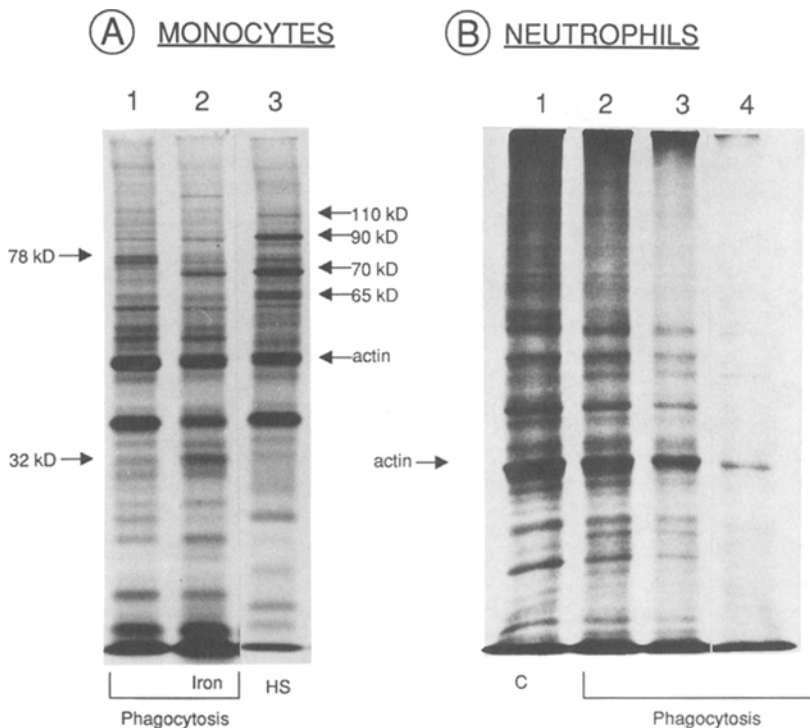 A MONOCYTES
1 2 3
78 kD
110 kD
90 kD
70 kD
65 kD
actin
32 kD
Iron HS
Phagocytosis
B NEUTROPHILS
1 2 3 4
actin
C
Phagocytosis